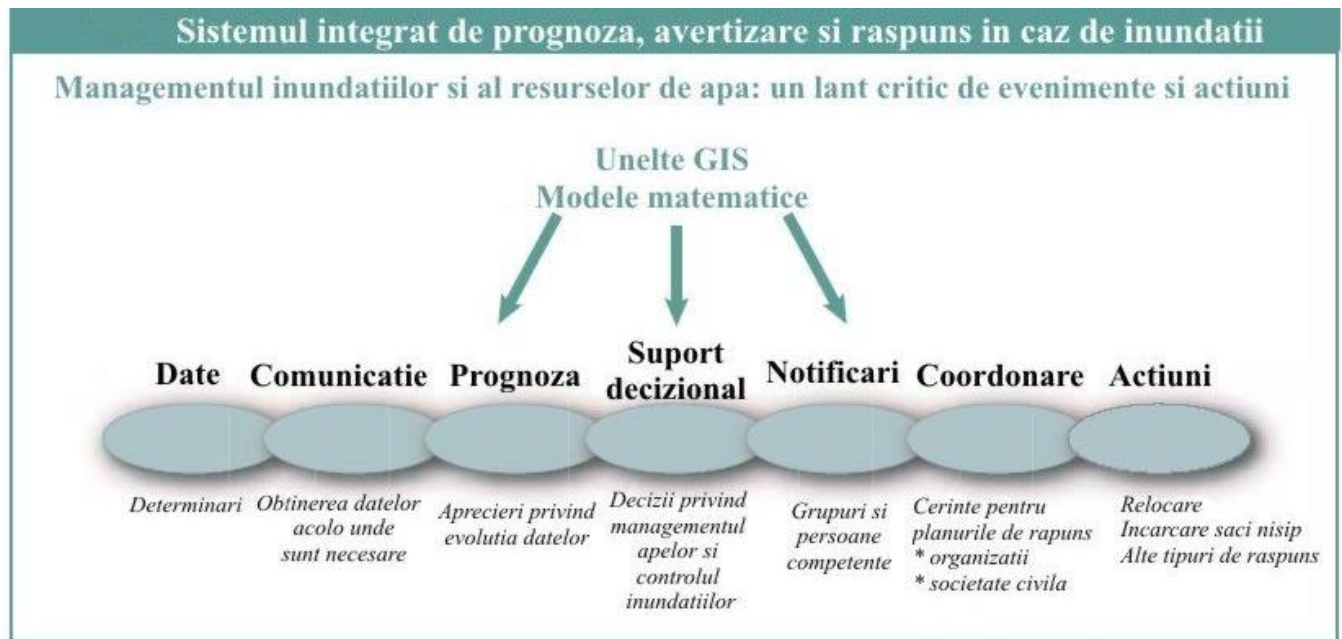 Sistemul integrat de prognoza, avertizare si raspuns in caz de inundatii
Managementul inundatiilor si al resurselor de apa: un lant critic de evenimente si actiuni
Unelte GIS
Modele matematice
Date
Comunicatie
Prognoza
Suport
decizional
Notificari
Coordonare
Actiuni
Determinari
Obtinerea datelor
acolo unde
sunt necesare
Aprecieri privind
evolutia datelor
Decizii privind
managementul
apelor si
controlul
inundatiilor
Grupuri si
persoane
competente
Cerinte pentru
planurile de rapuns
* organizatii
* societate civila
Relocare
Incarcare saci nisip
Alte tipuri de raspuns